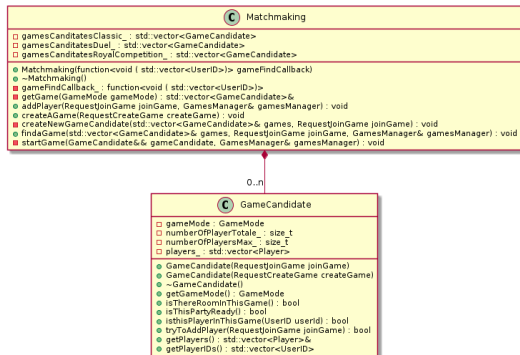 C Matchmaking
gamesCanditatesClassic_ : std::vector<GameCandidate>
gamesCanditatesDuel_ : std::vector<GameCandidate>
gamesCanditatesRoyalCompetition_ : std::vector<GameCandidate>
Matchmaking(function<void ( std::vector<UserID>)> gameFindCallback)
~Matchmaking()
gameFindCallback_ : function<void ( std::vector<UserID>)>
getGame(GameMode gameMode) : std::vector<GameCandidate>&
addPlayer(RequestJoinGame joinGame, GamesManager& gamesManager) : void
createAGame(RequestCreateGame createGame) : void
createNewGameCandidate(std::vector<GameCandidate>& games, RequestJoinGame joinGame) : void
findaGame(std::vector<GameCandidate>& games, RequestJoinGame joinGame, GamesManager& gamesManager) : void
startGame(GameCandidate&& gameCandidate, GamesManager& gamesManager) : void
0..n
C GameCandidate
gameMode : GameMode
numberOfPlayerTotale_ : size_t
numberOfPlayersMax_ : size_t
players_ : std::vector<Player>
GameCandidate(RequestJoinGame joinGame)
GameCandidate(RequestCreateGame createGame)
~GameCandidate()
getGameMode() : GameMode
isThereRoomInThisGame() : bool
isThisPartyReady() : bool
isthisPlayerInThisGame(UserID userId) : bool
tryToAddPlayer(RequestJoinGame joinGame) : bool
getPlayers() : std::vector<Player>&
getPlayerIDs() : std::vector<UserID>